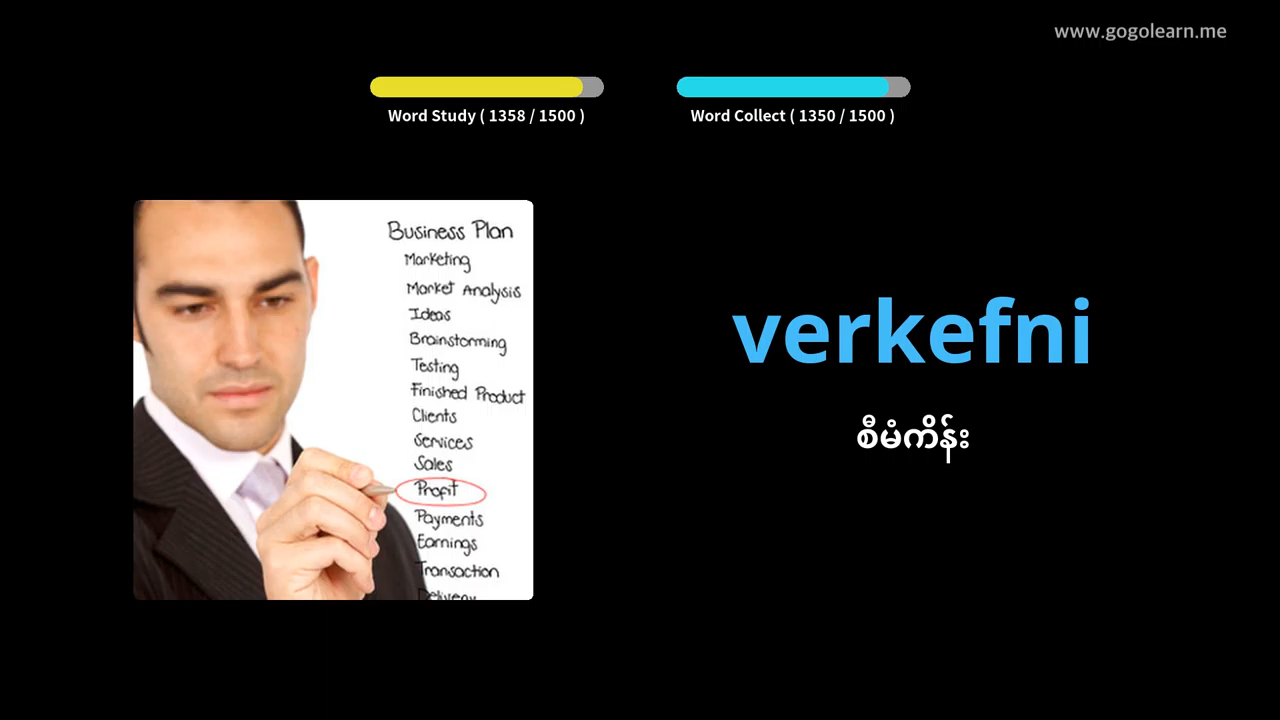 www.gogolearn.me
Word Study ( 1358 / 1500 )
Word Collect ( 1350 / 1500 )
Business Plan
Marketing
Market Analysis
Ideas
Brainstorming
Testing
Finished Product
Clients
Services
Sales
Profit
Payments
Earnings
Transaction
Delivery
verkefni
စီမံကိန်း